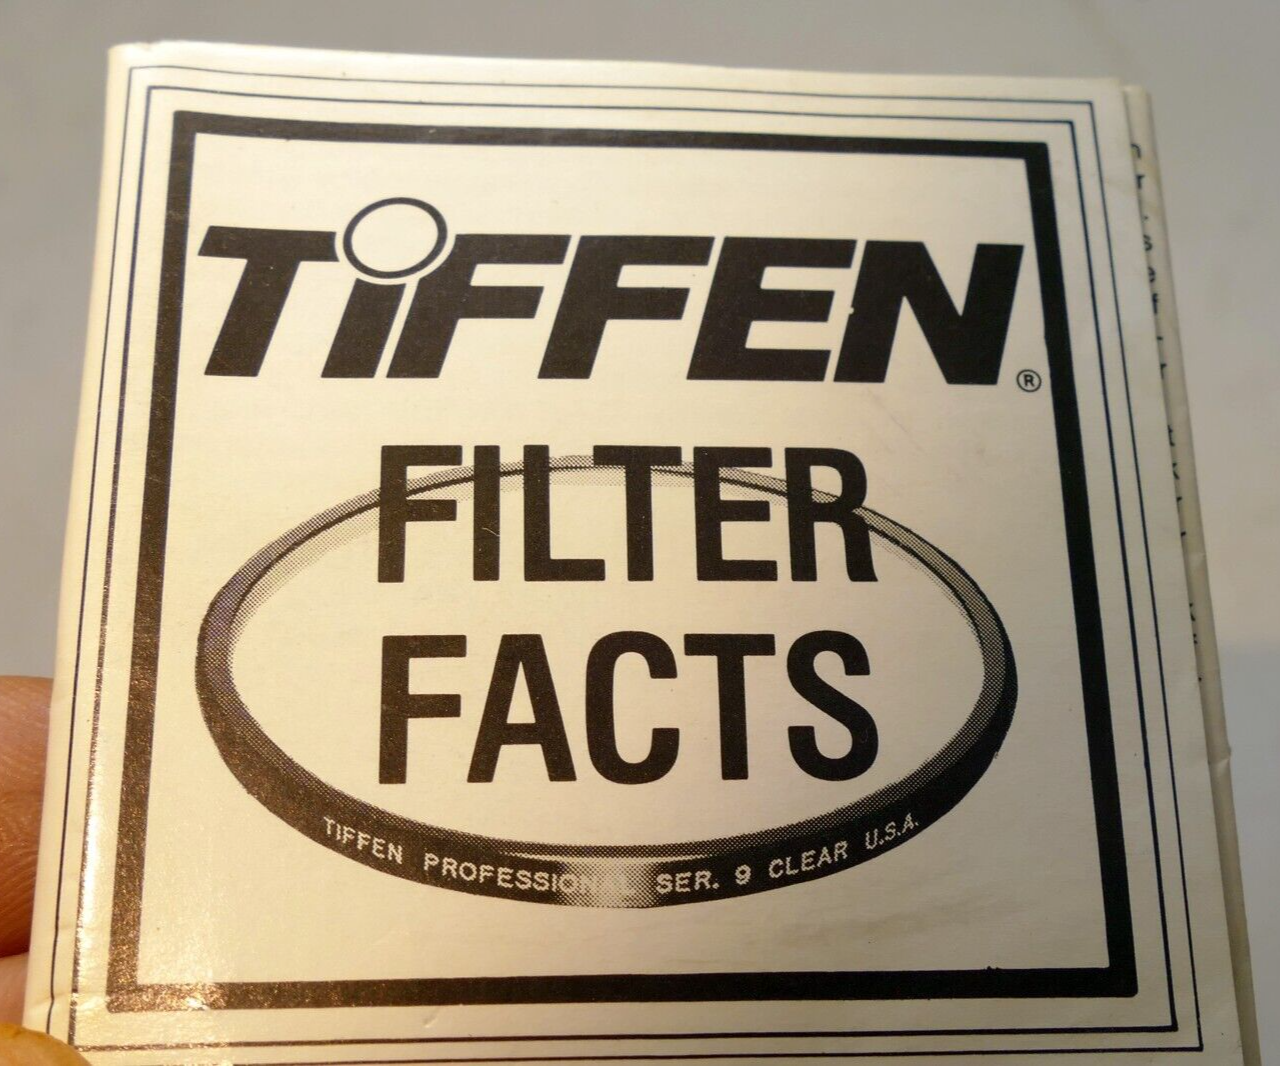 TiFFEN®
FILTER
FACTS
TIFFEN PROFESSIONAL SER. 9 CLEAR U.S.A.